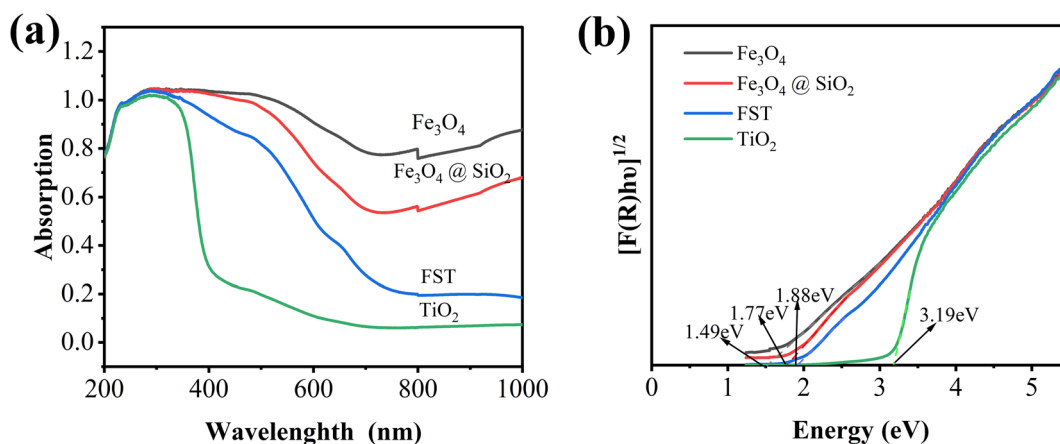 (a)
Absorption
1.2
1.0
0.8
0.6
0.4
0.2
0.0
Fe₃O₄
Fe₃O₄ @ SiO₂
FST
TiO₂
200
400
600
800
1000
Wavelenghth (nm)
(b)
[F(R)hυ]^1/2
Fe₃O₄
Fe₃O₄ @ SiO₂
FST
TiO₂
1.49eV
1.77eV
1.88eV
3.19eV
0
1
2
3
4
5
Energy (eV)